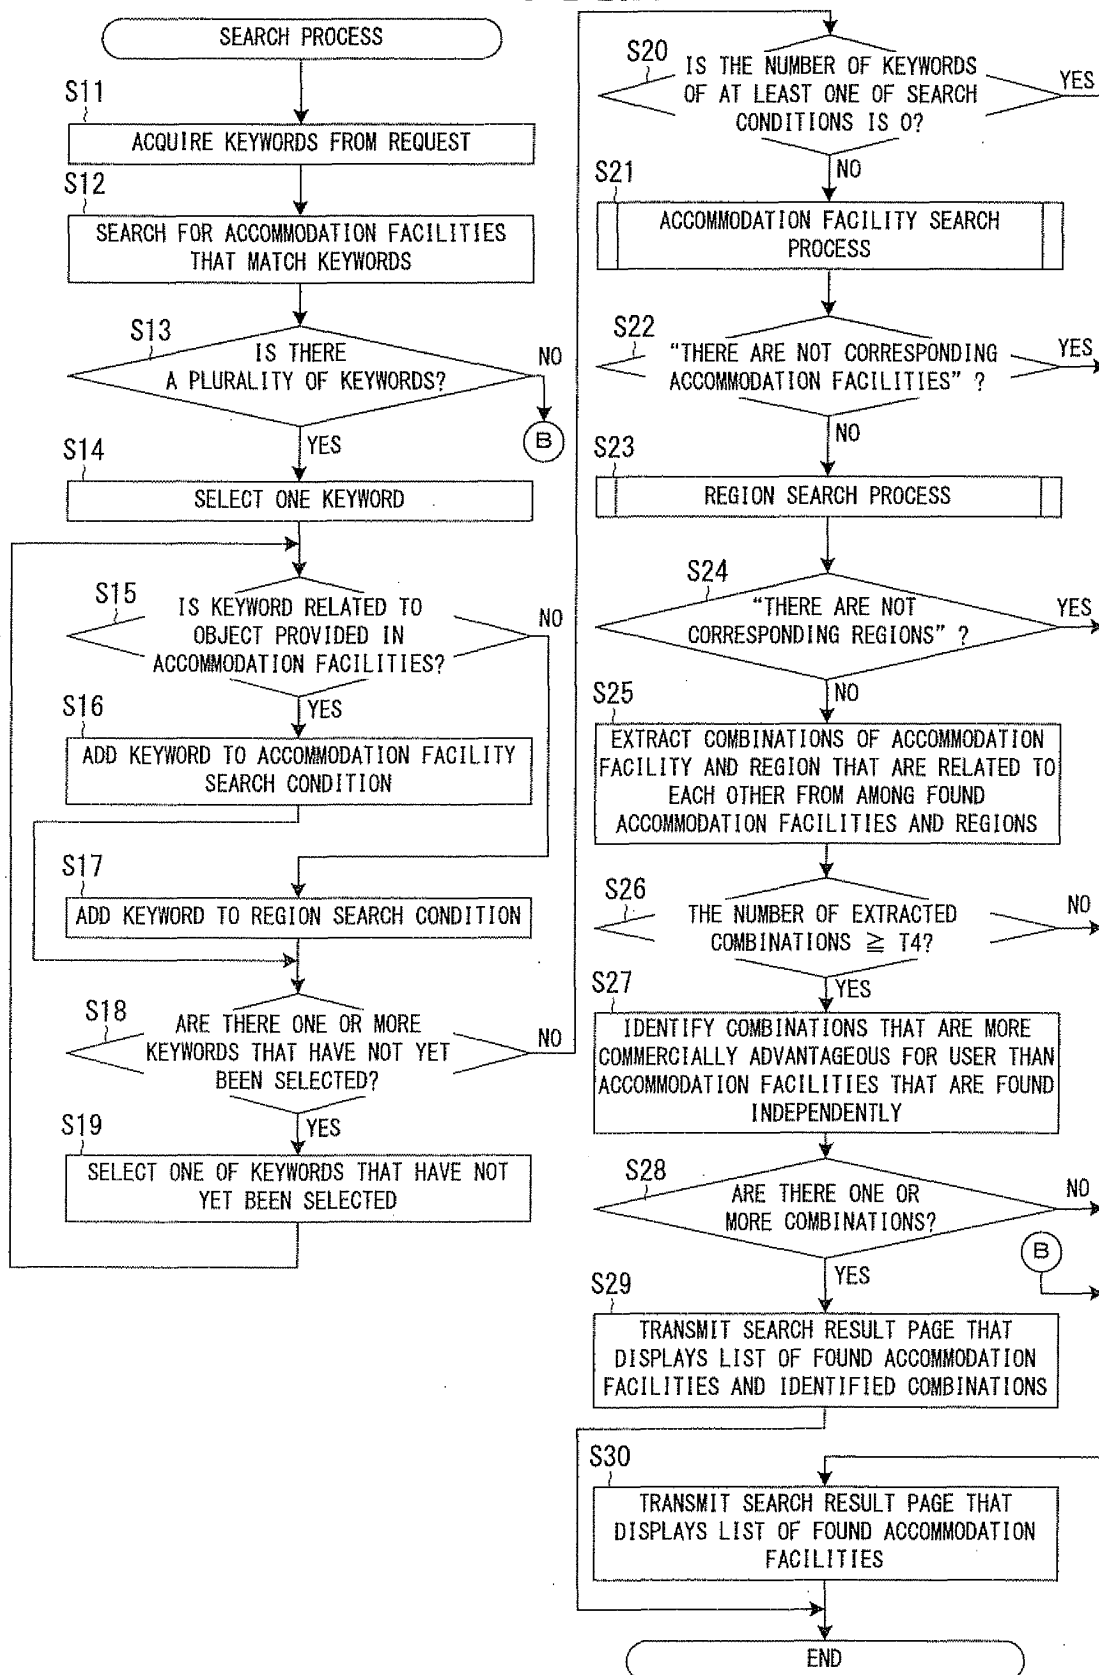 SEARCH PROCESS
S11
ACQUIRE KEYWORDS FROM REQUEST
S12
SEARCH FOR ACCOMMODATION FACILITIES
THAT MATCH KEYWORDS
S13
IS THERE
A PLURALITY OF KEYWORDS?
NO
B
YES
S14
SELECT ONE KEYWORD
S15
IS KEYWORD RELATED TO
OBJECT PROVIDED IN
ACCOMMODATION FACILITIES?
NO
YES
S16
ADD KEYWORD TO ACCOMMODATION FACILITY
SEARCH CONDITION
S17
ADD KEYWORD TO REGION SEARCH CONDITION
S18
ARE THERE ONE OR MORE
KEYWORDS THAT HAVE NOT YET
BEEN SELECTED?
NO
YES
S19
SELECT ONE OF KEYWORDS THAT HAVE NOT
YET BEEN SELECTED
S20
IS THE NUMBER OF KEYWORDS
OF AT LEAST ONE OF SEARCH
CONDITIONS IS 0?
YES
NO
S21
ACCOMMODATION FACILITY SEARCH
PROCESS
S22
"THERE ARE NOT CORRESPONDING
ACCOMMODATION FACILITIES" ?
YES
NO
S23
REGION SEARCH PROCESS
S24
"THERE ARE NOT
CORRESPONDING REGIONS" ?
YES
NO
S25
EXTRACT COMBINATIONS OF ACCOMMODATION
FACILITY AND REGION THAT ARE RELATED TO
EACH OTHER FROM AMONG FOUND
ACCOMMODATION FACILITIES AND REGIONS
S26
THE NUMBER OF EXTRACTED
COMBINATIONS ≧ T4?
NO
YES
S27
IDENTIFY COMBINATIONS THAT ARE MORE
COMMERCIALLY ADVANTAGEOUS FOR USER THAN
ACCOMMODATION FACILITIES THAT ARE FOUND
INDEPENDENTLY
S28
ARE THERE ONE OR
MORE COMBINATIONS?
NO
B
YES
S29
TRANSMIT SEARCH RESULT PAGE THAT
DISPLAYS LIST OF FOUND ACCOMMODATION
FACILITIES AND IDENTIFIED COMBINATIONS
S30
TRANSMIT SEARCH RESULT PAGE THAT
DISPLAYS LIST OF FOUND ACCOMMODATION
FACILITIES
END